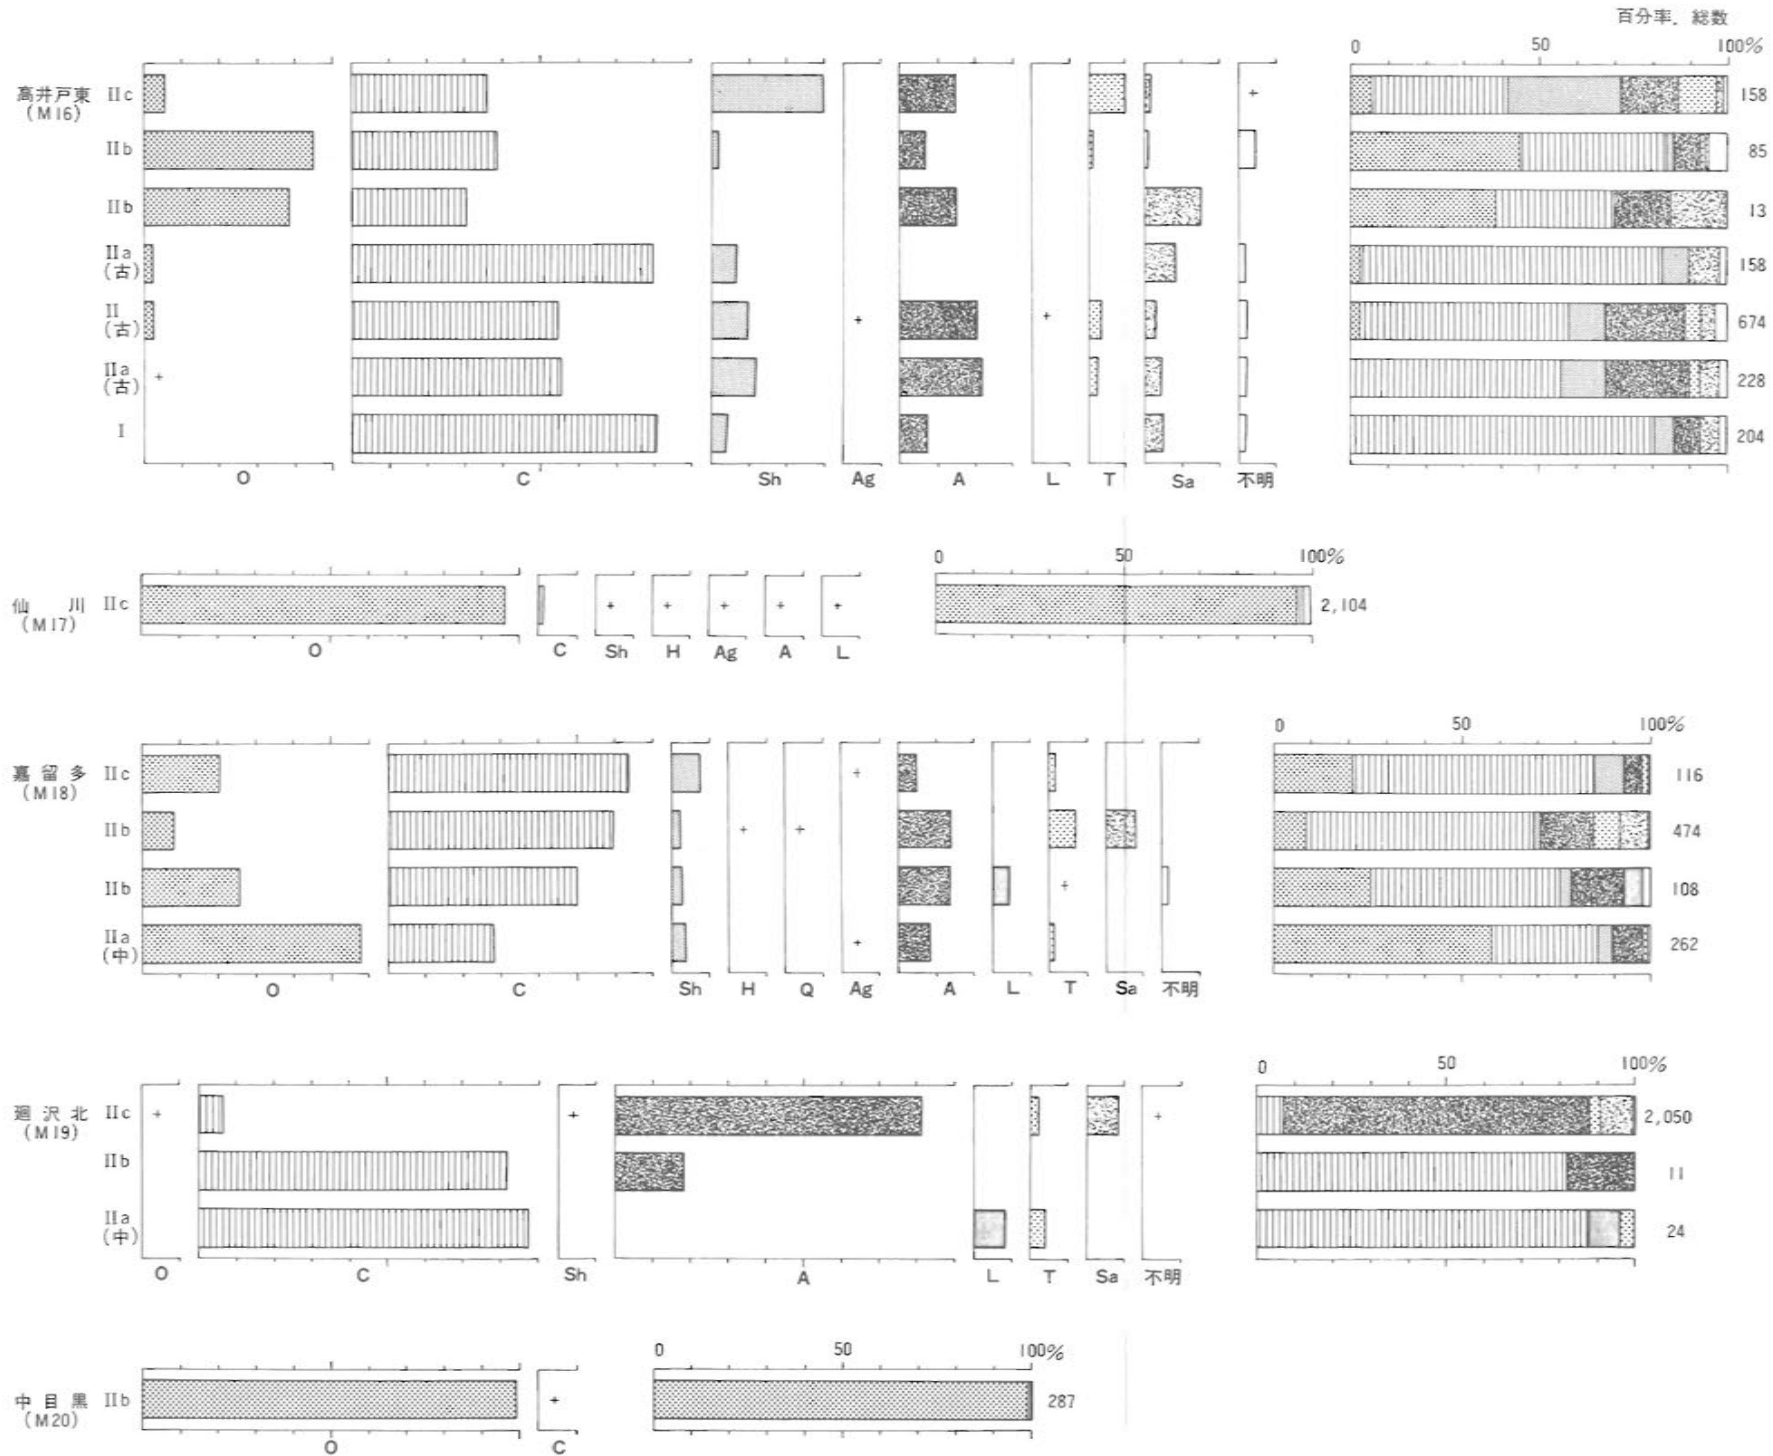 百分率. 総数
0 50 100%
高井戸東 IIc + 158
(M16)
IIb 85
IIb 13
IIa 158
(古)
II + + 674
(古)
IIa + 228
(古)
I 204
O C Sh Ag A L T Sa 不明
0 50 100%
仙川 IIc + + + + + 2,104
(M17)
O C Sh H Ag A L
0 50 100%
嘉留多 IIc + 116
(M18)
IIb + + 474
IIb + 108
IIa + 262
(中)
O C Sh H Q Ag A L T Sa 不明
0 50 100%
廻沢北 IIc + + + 2,050
(M19)
IIb 11
IIa 24
(中)
O C Sh A L T Sa 不明
0 50 100%
中目黒 IIb + 287
(M20)
O C